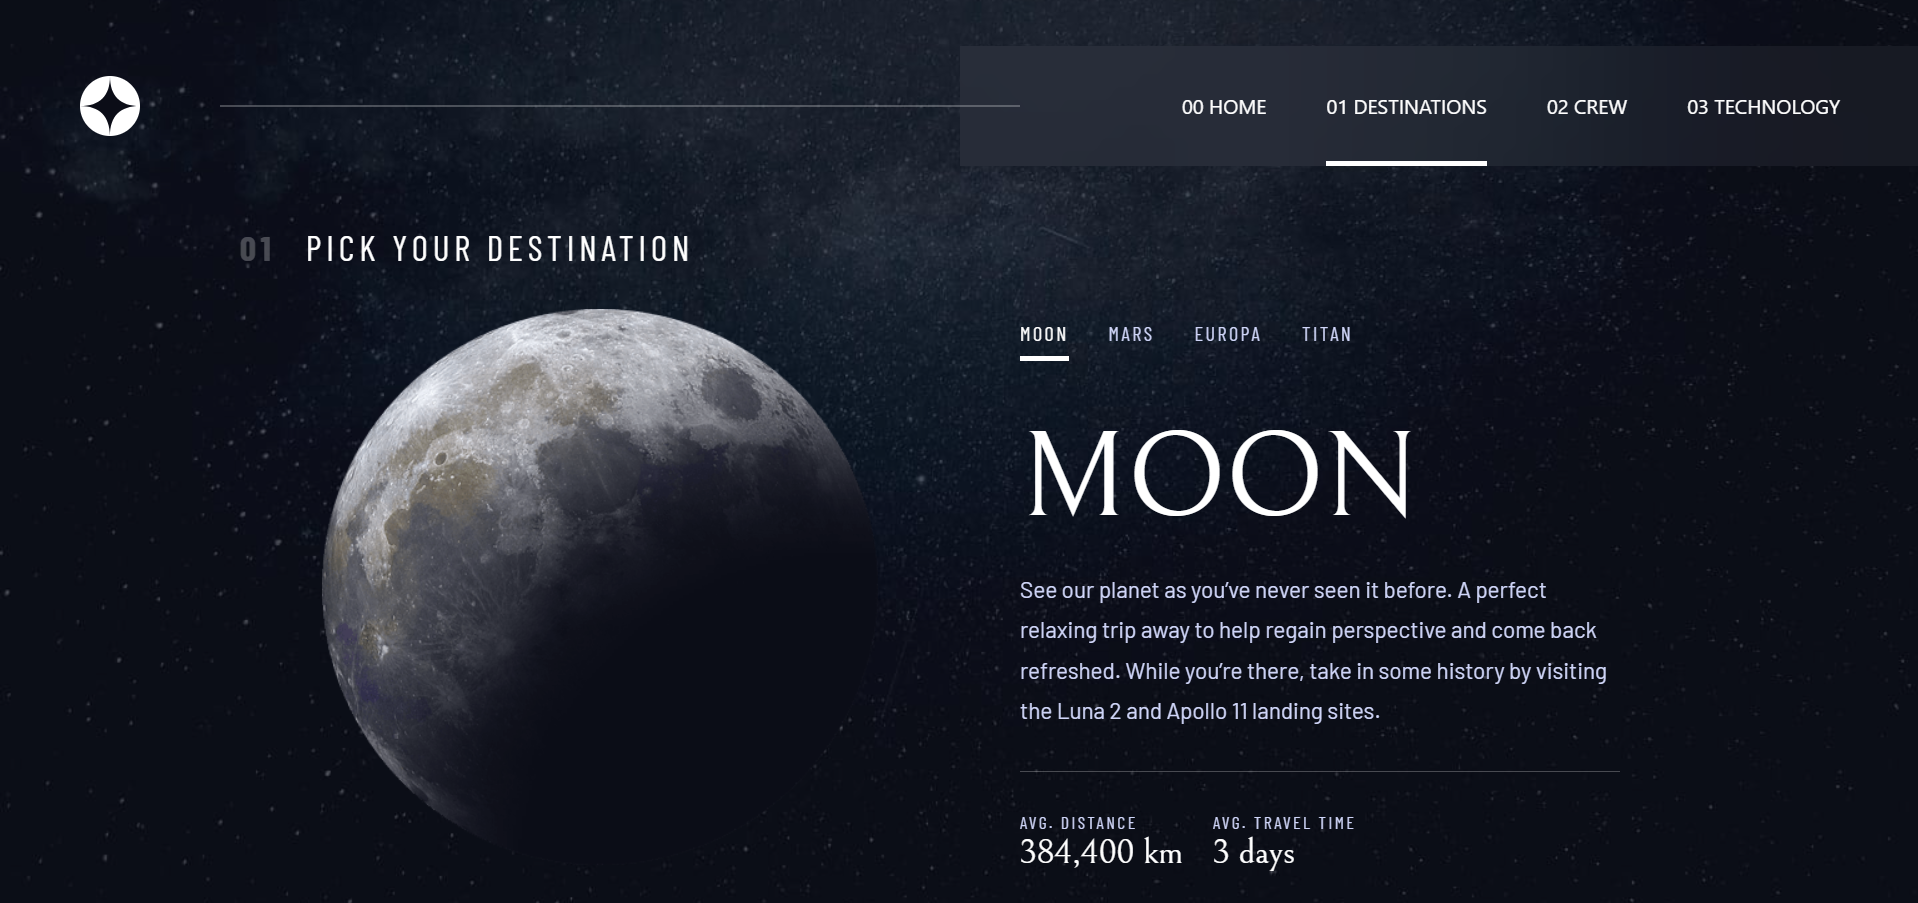 00 HOME 01 DESTINATIONS 02 CREW 03 TECHNOLOGY
01 PICK YOUR DESTINATION
MOON MARS EUROPA TITAN
MOON
See our planet as you’ve never seen it before. A perfect
relaxing trip away to help regain perspective and come back
refreshed. While you’re there, take in some history by visiting
the Luna 2 and Apollo 11 landing sites.
AVG. DISTANCE AVG. TRAVEL TIME
384,400 km 3 days